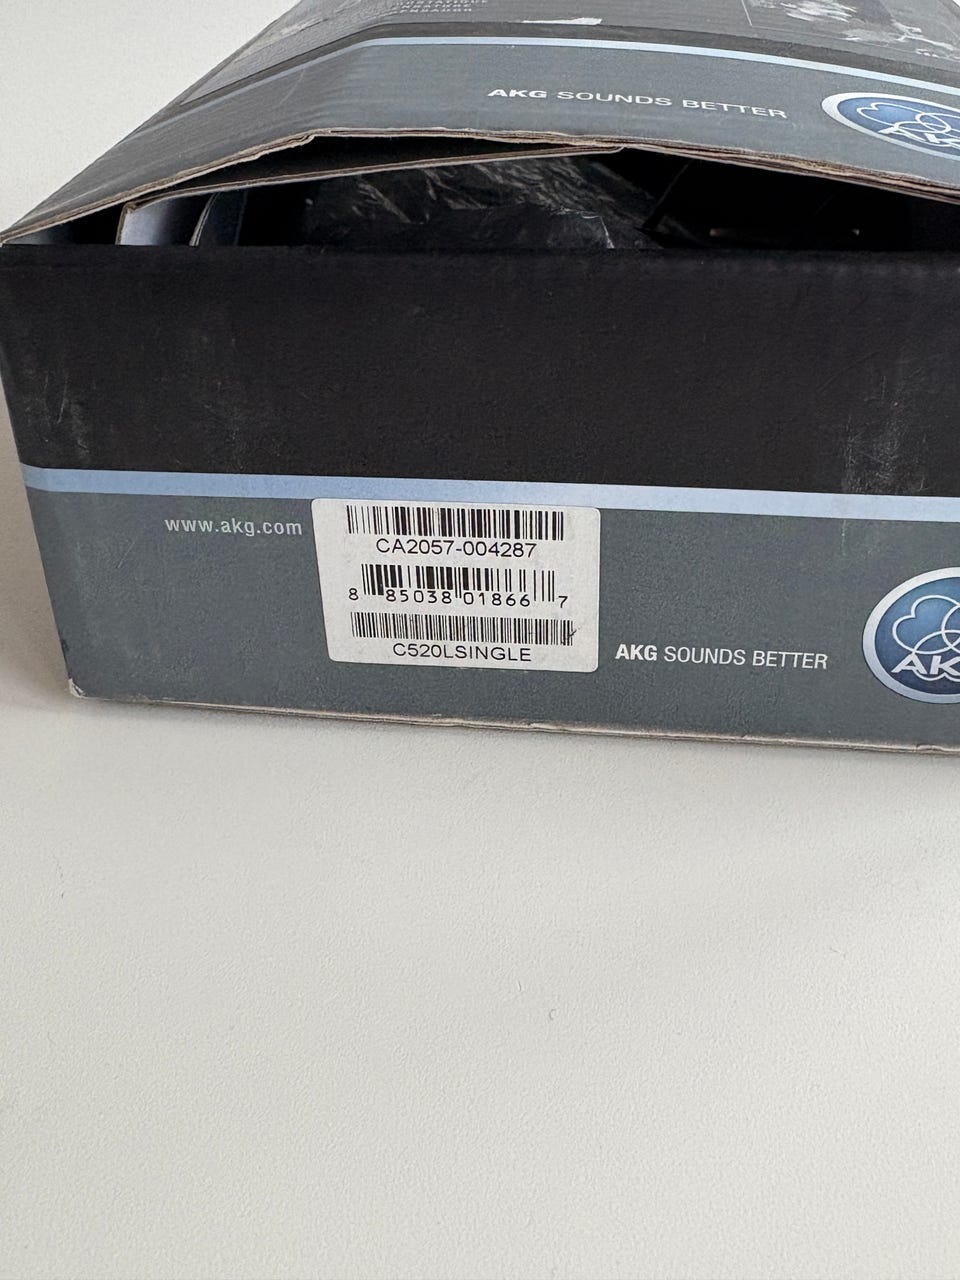 AKG SOUNDS BETTER
www.akg.com
CA2057-004287
8 85038 01866 7
C520LSINGLE
AKG SOUNDS BETTER